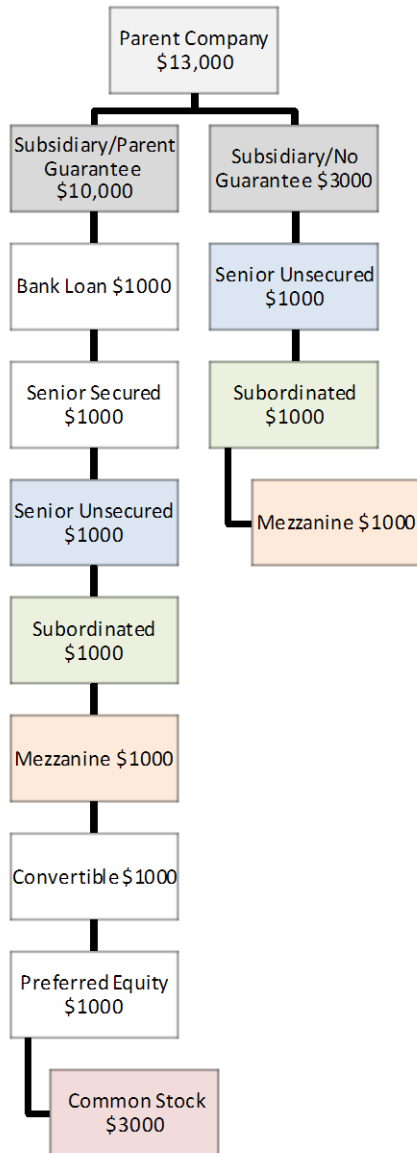 Parent Company
$13,000
Subsidiary/Parent
Guarantee
$10,000
Subsidiary/No
Guarantee $3000
Bank Loan $1000
Senior Unsecured
$1000
Senior Secured
$1000
Subordinated
$1000
Senior Unsecured
$1000
Mezzanine $1000
Subordinated
$1000
Mezzanine $1000
Convertible $1000
Preferred Equity
$1000
Common Stock
$3000